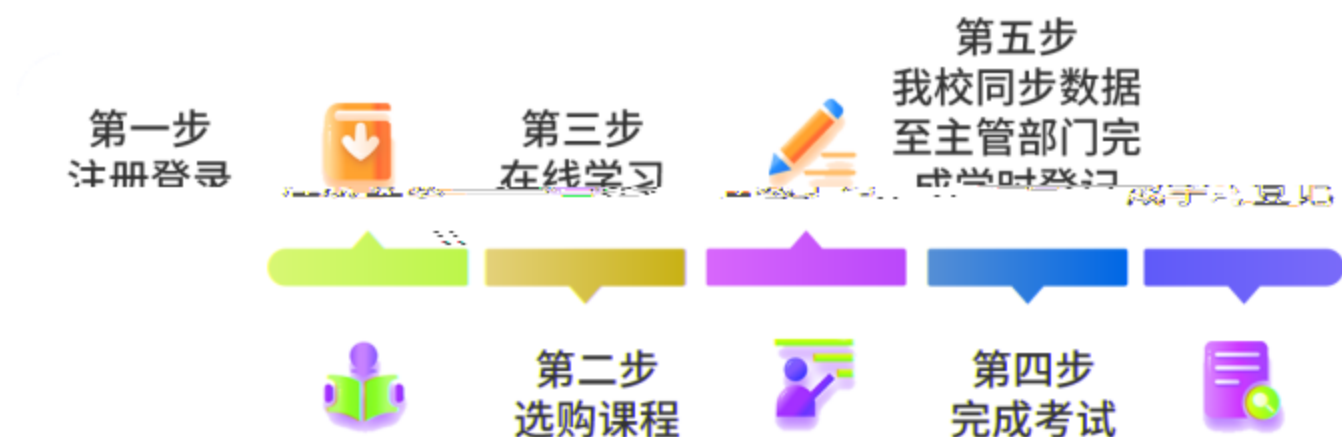 第一步
注册登录
第三步
在线学习
第五步
我校同步数据
至主管部门完
成学时登记
第二步
选购课程
第四步
完成考试